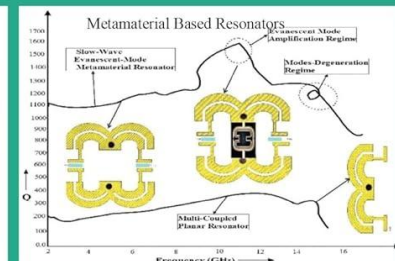 Metamaterial Based Resonators
Evanescent Mode
Amplification Regime
Slow-Wave
Evanescent-Mode
Metamaterial Resonator
Modes-Degeneration
Regime
Multi-Coupled
Planar Resonator
1700
1600
1500
1400
1300
1200
1100
1000
900
800
700
600
500
400
300
200
100
0.0
Q
2 4 6 8 10 12 14 16
Frequency (GHz)